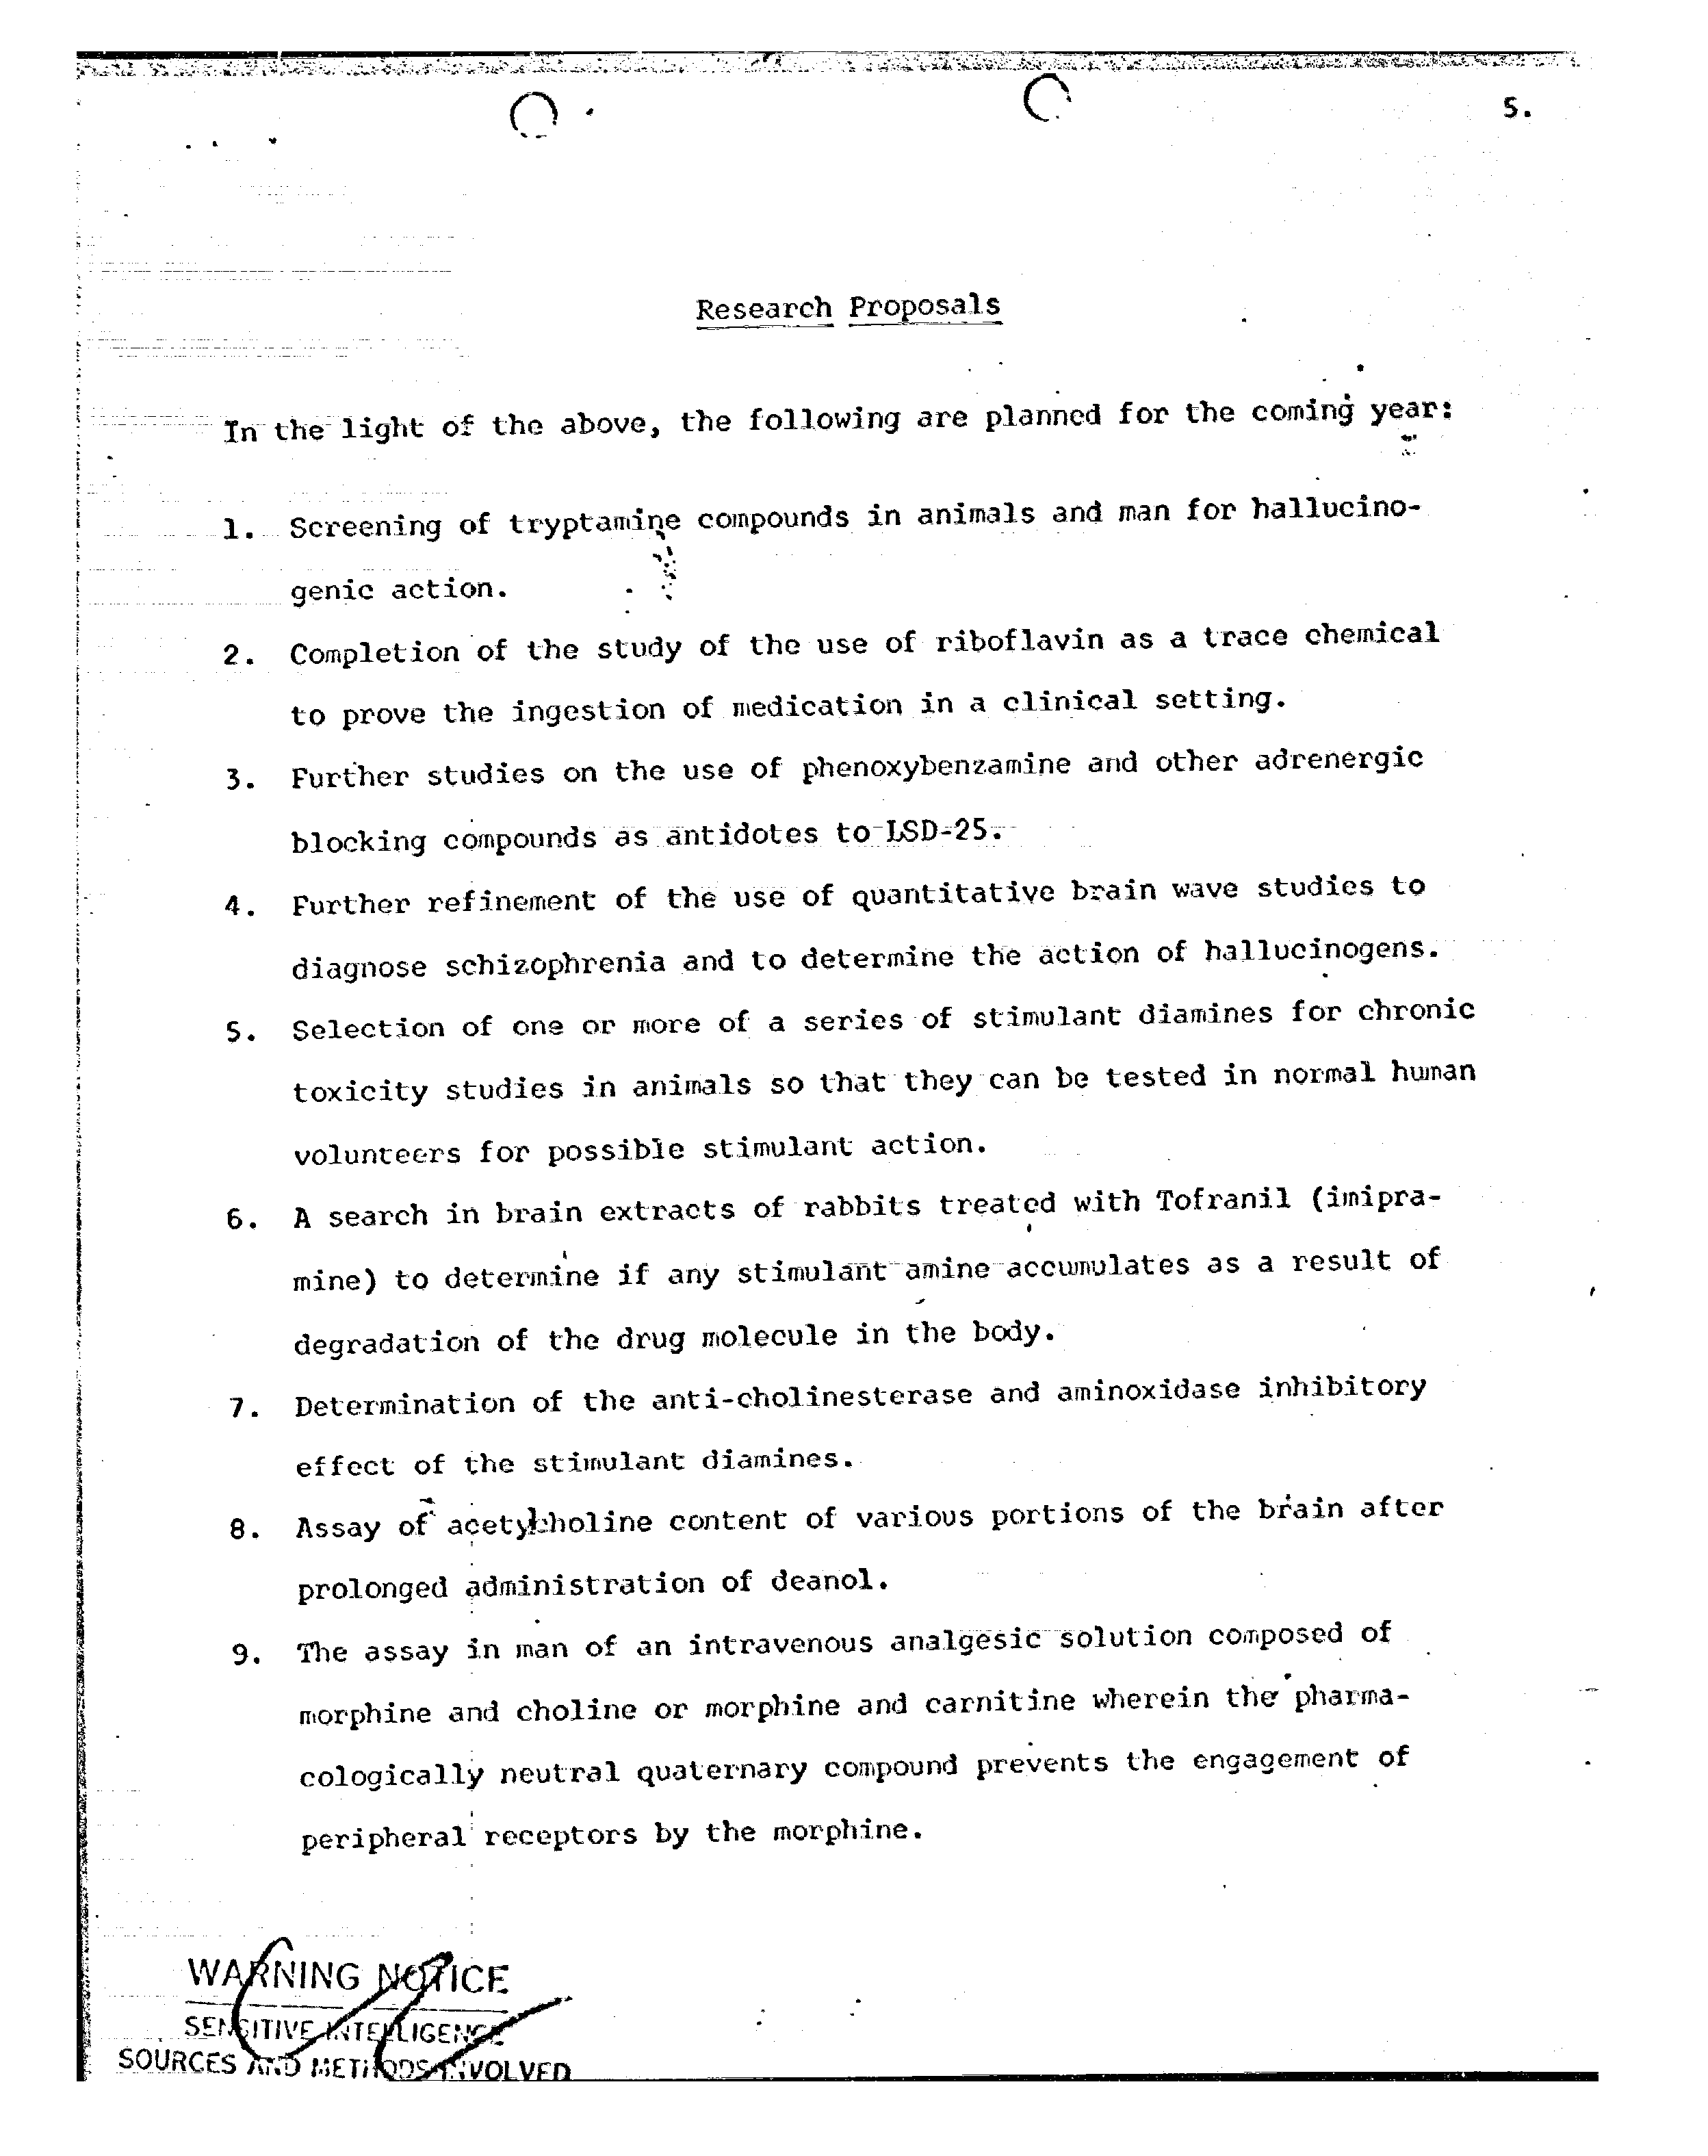 5.
Research Proposals
In the light of the above, the following are planned for the coming year:
1. Screening of tryptamine compounds in animals and man for hallucino-
genic action.
2. Completion of the study of the use of riboflavin as a trace chemical
to prove the ingestion of medication in a clinical setting.
3. Further studies on the use of phenoxybenzamine and other adrenergic
blocking compounds as antidotes to LSD-25.
4. Further refinement of the use of quantitative brain wave studies to
diagnose schizophrenia and to determine the action of hallucinogens.
5. Selection of one or more of a series of stimulant diamines for chronic
toxicity studies in animals so that they can be tested in normal human
volunteers for possible stimulant action.
6. A search in brain extracts of rabbits treated with Tofranil (imipra-
mine) to determine if any stimulant amine accumulates as a result of
degradation of the drug molecule in the body.
7. Determination of the anti-cholinesterase and aminoxidase inhibitory
effect of the stimulant diamines.
8. Assay of acetylcholine content of various portions of the brain after
prolonged administration of deanol.
9. The assay in man of an intravenous analgesic solution composed of
morphine and choline or morphine and carnitine wherein the pharma-
cologically neutral quaternary compound prevents the engagement of
peripheral receptors by the morphine.
WARNING NOTICE
SENSITIVE INTELLIGENCE
SOURCES AND METHODS INVOLVED